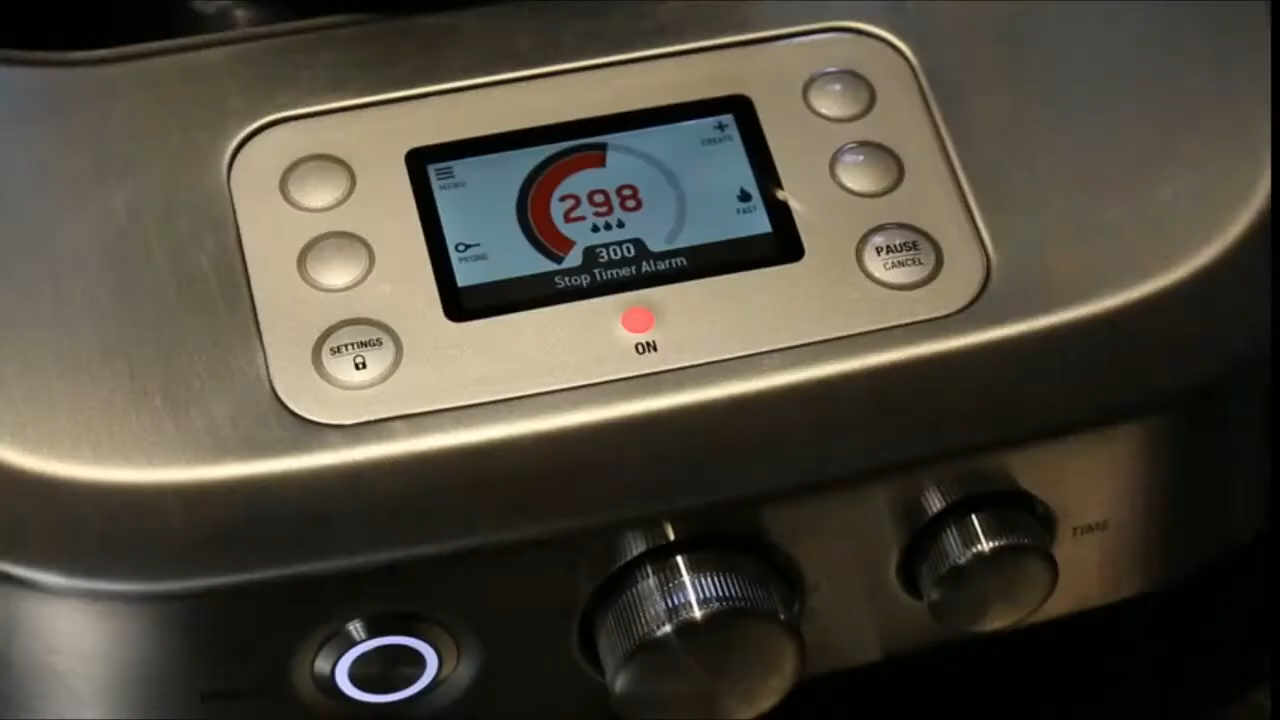 MENU
CREATE
298
FAST
PROBE
300
Stop Timer Alarm
PAUSE
CANCEL
SETTINGS
ON
TIME